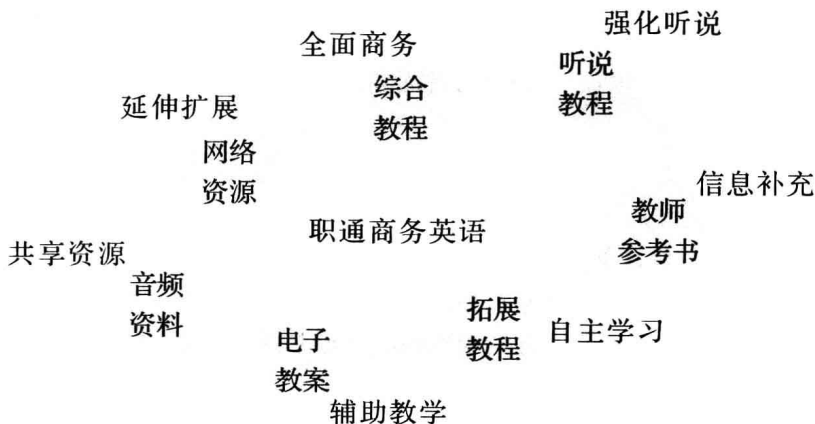 强化听说
全面商务
听说
教程
综合
教程
延伸扩展
网络
资源
信息补充
教师
参考书
职通商务英语
共享资源
音频
资料
拓展
教程
自主学习
电子
教案
辅助教学